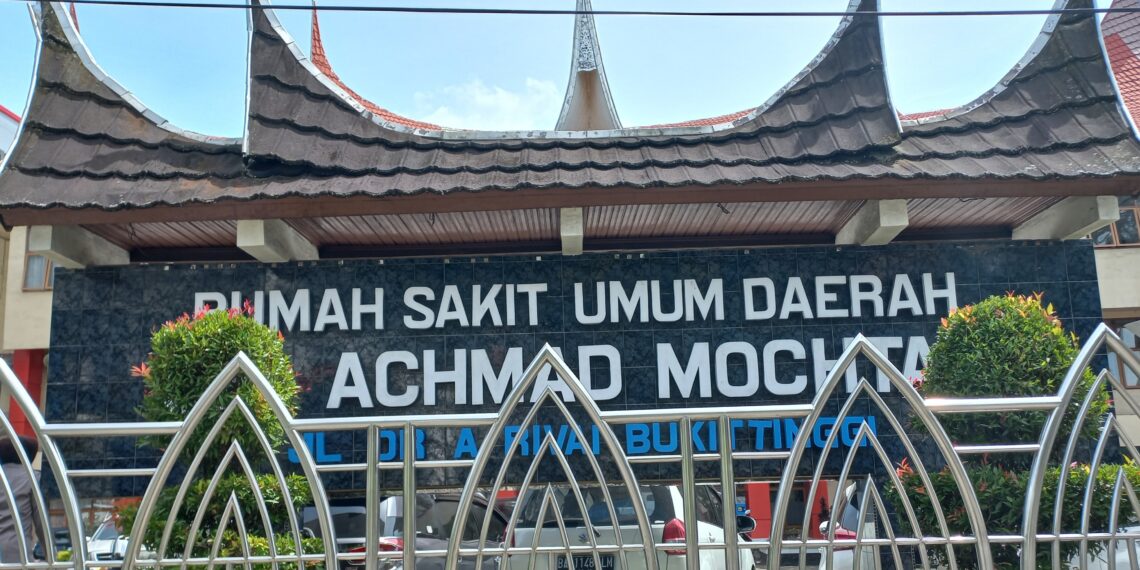 RUMAH SAKIT UMUM DAERAH
ACHMAD MOCHTA
JL DR A RIVAI BUKITTINGGI